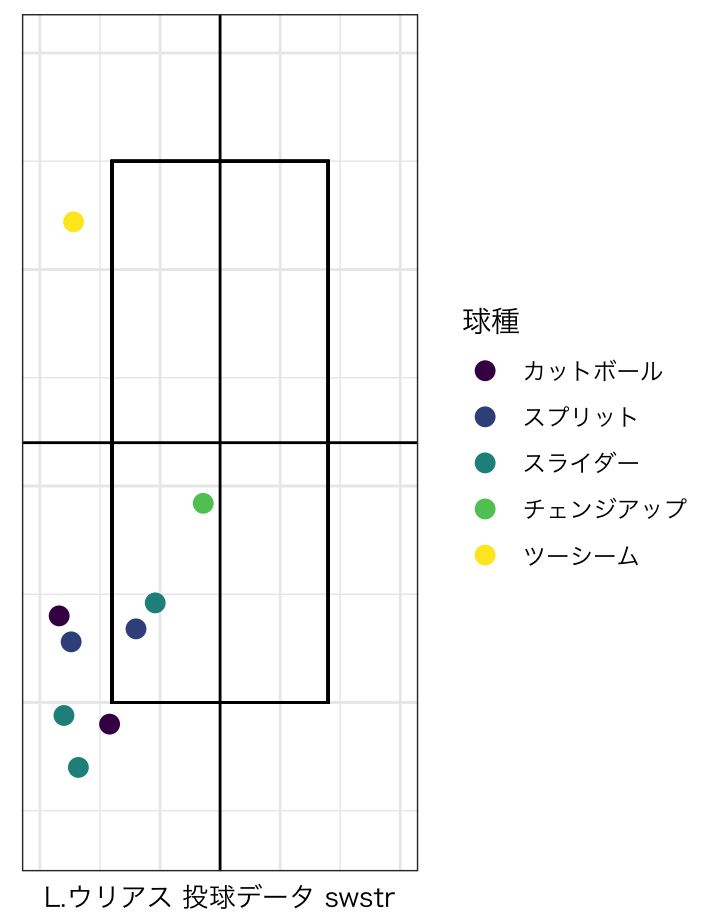 球種
カットボール
スプリット
スライダー
チェンジアップ
ツーシーム
L.ウリアス 投球データ swstr